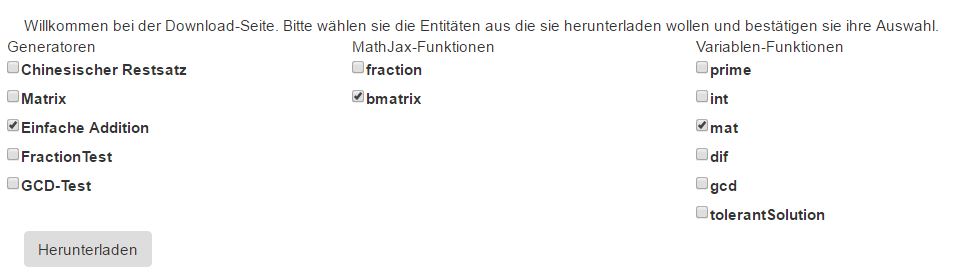 Willkommen bei der Download-Seite. Bitte wählen sie die Entitäten aus die sie herunterladen wollen und bestätigen sie ihre Auswahl.
Generatoren
Chinesischer Restsatz
Matrix
Einfache Addition
FractionTest
GCD-Test
MathJax-Funktionen
fraction
bmatrix
Variablen-Funktionen
prime
int
mat
dif
gcd
tolerantSolution
Herunterladen